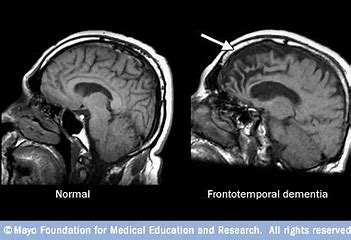 Normal
Frontotemporal dementia
©Mayo Foundation for Medical Education and Research. All rights reserved